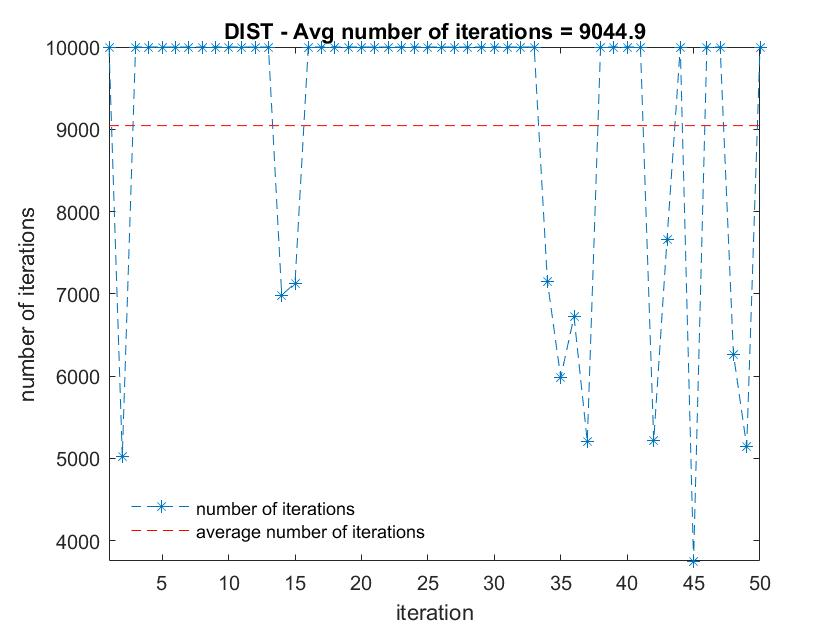 DIST - Avg number of iterations = 9044.9
10000
9000
8000
7000
6000
5000
4000
number of iterations
number of iterations
average number of iterations
5 10 15 20 25 30 35 40 45 50
iteration